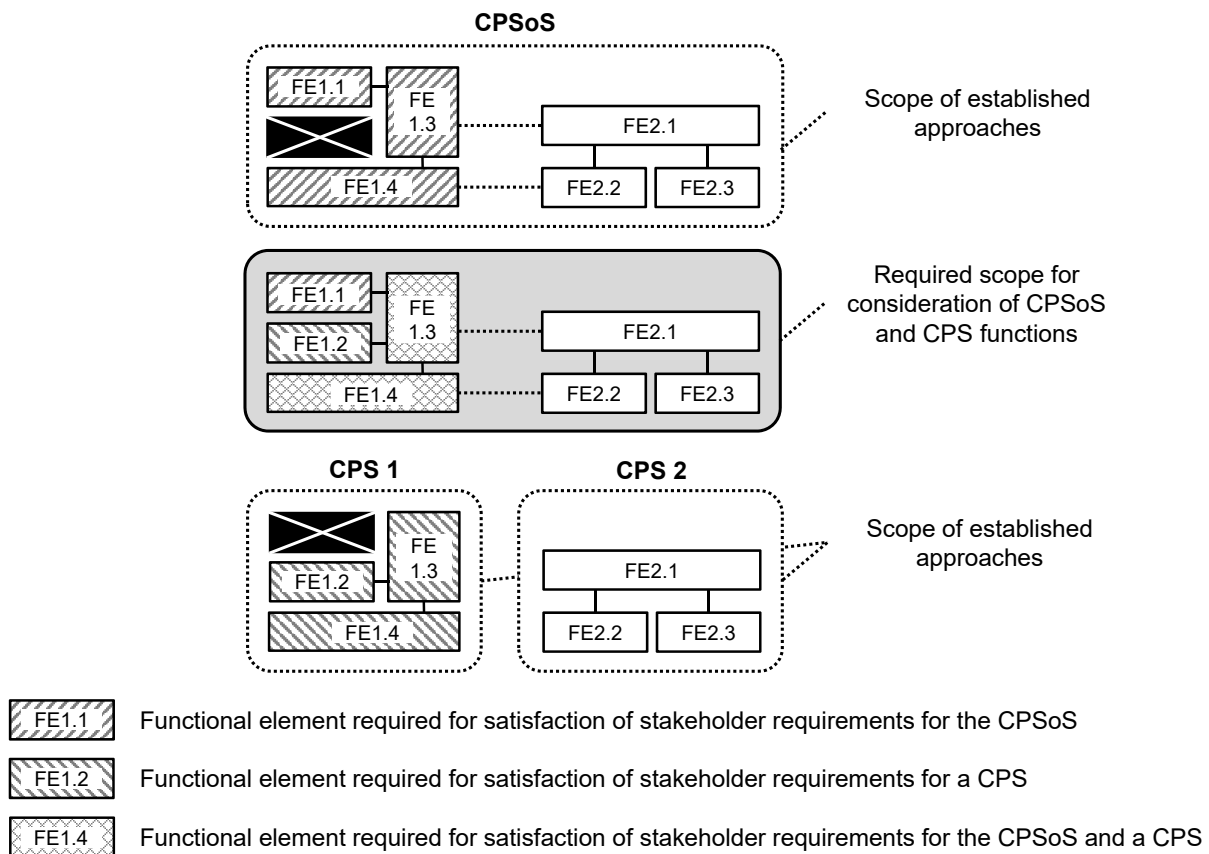 CPSoS
FE1.1
FE
1.3
FE2.1
FE1.4
FE2.2
FE2.3
Scope of established
approaches
FE1.1
FE
1.3
FE1.2
FE2.1
FE1.4
FE2.2
FE2.3
Required scope for
consideration of CPSoS
and CPS functions
CPS 1
CPS 2
FE
1.3
FE1.2
FE1.4
FE2.1
FE2.2
FE2.3
Scope of established
approaches
FE1.1 Functional element required for satisfaction of stakeholder requirements for the CPSoS
FE1.2 Functional element required for satisfaction of stakeholder requirements for a CPS
FE1.4 Functional element required for satisfaction of stakeholder requirements for the CPSoS and a CPS